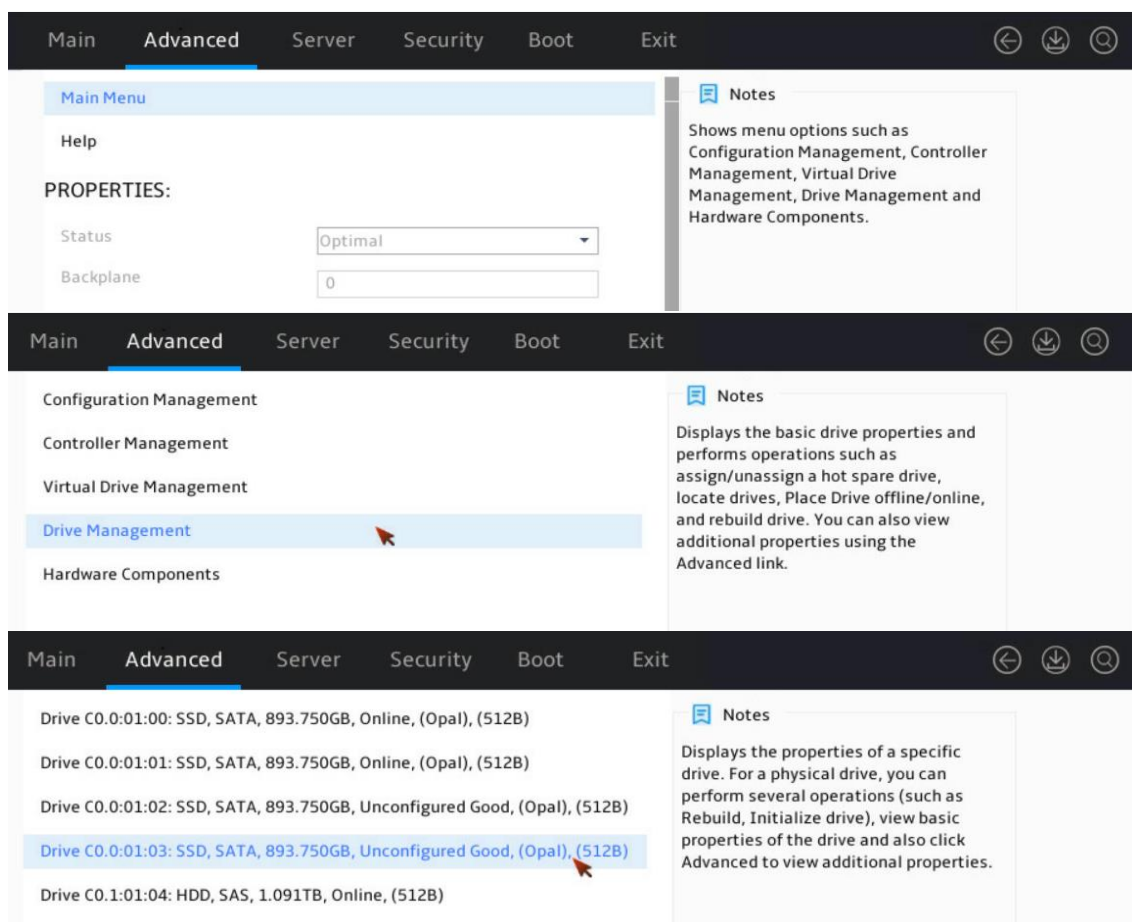 Main Advanced Server Security Boot Exit
Main Menu
Help
PROPERTIES:
Status Optimal
Backplane 0
Notes
Shows menu options such as
Configuration Management, Controller
Management, Virtual Drive
Management, Drive Management and
Hardware Components.
Main Advanced Server Security Boot Exit
Configuration Management
Controller Management
Virtual Drive Management
Drive Management
Hardware Components
Notes
Displays the basic drive properties and
performs operations such as
assign/unassign a hot spare drive,
locate drives, Place Drive offline/online,
and rebuild drive. You can also view
additional properties using the
Advanced link.
Main Advanced Server Security Boot Exit
Drive C0.0:01:00: SSD, SATA, 893.750GB, Online, (Opal), (512B)
Drive C0.0:01:01: SSD, SATA, 893.750GB, Online, (Opal), (512B)
Drive C0.0:01:02: SSD, SATA, 893.750GB, Unconfigured Good, (Opal), (512B)
Drive C0.0:01:03: SSD, SATA, 893.750GB, Unconfigured Good, (Opal), (512B)
Drive C0.1:01:04: HDD, SAS, 1.091TB, Online, (512B)
Notes
Displays the properties of a specific
drive. For a physical drive, you can
perform several operations (such as
Rebuild, Initialize drive), view basic
properties of the drive and also click
Advanced to view additional properties.